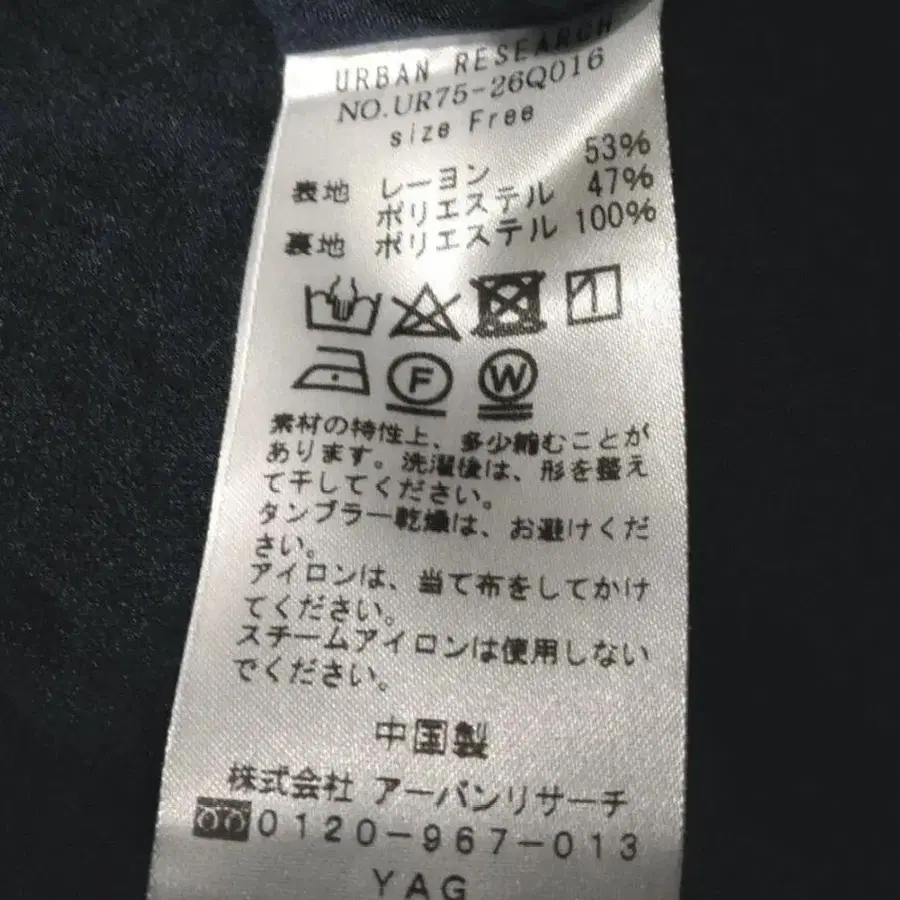 URBAN RESEARCH
NO.UR75-26Q016
size Free
表地 レーヨン 53%
ポリエステル 47%
裏地 ポリエステル 100%
F W
素材の特性上、多少縮むことが
あります。洗濯後は、形を整え
て干してください。
タンブラー乾燥は、お避けくだ
さい。
アイロンは、当て布をしてかけ
てください。
スチームアイロンは使用しない
でください。
中国製
株式会社 アーバンリサーチ
0120-967-013
YAG